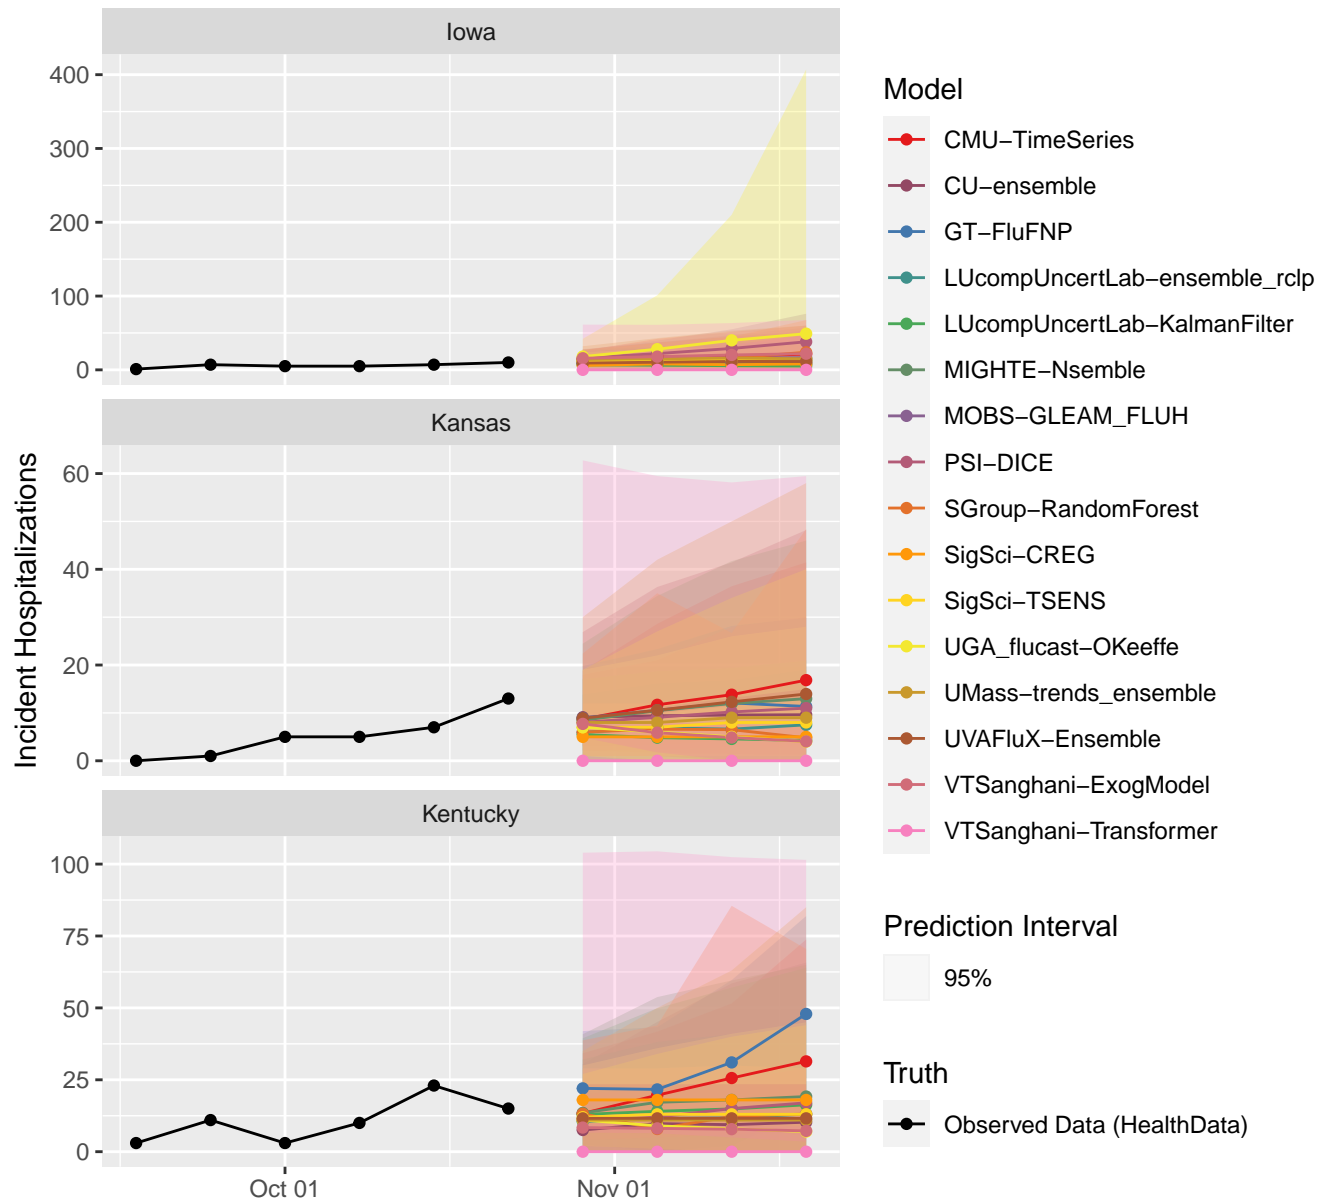 Iowa
400
300
200
100
0
Kansas
60
40
20
0
Kentucky
100
75
50
25
0
Oct 01
Nov 01
Incident Hospitalizations
Model
CMU−TimeSeries
CU−ensemble
GT−FluFNP
LUcompUncertLab−ensemble_rclp
LUcompUncertLab−KalmanFilter
MIGHTE−Nsemble
MOBS−GLEAM_FLUH
PSI−DICE
SGroup−RandomForest
SigSci−CREG
SigSci−TSENS
UGA_flucast−OKeeffe
UMass−trends_ensemble
UVAFluX−Ensemble
VTSanghani−ExogModel
VTSanghani−Transformer
Prediction Interval
95%
Truth
Observed Data (HealthData)